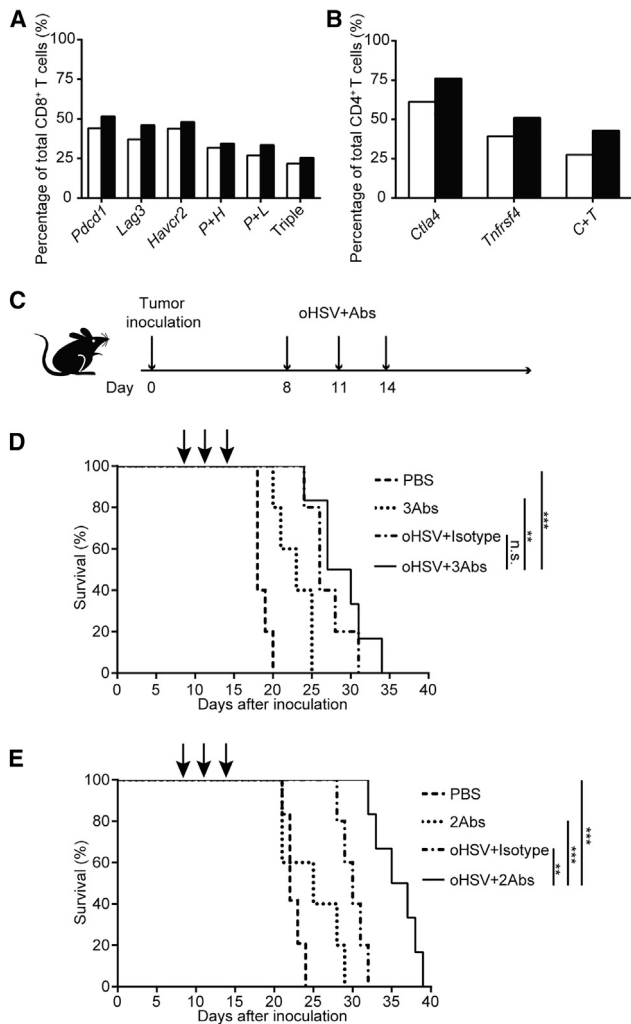 A
Percentage of total CD8⁺ T cells (%)
100
75
50
25
0
Pdcd1
Lag3
Havcr2
P+H
P+L
Triple
B
Percentage of total CD4⁺ T cells (%)
100
75
50
25
0
Ctla4
Tnfrsf4
C+T
C
Tumor
inoculation
oHSV+Abs
Day
0
8
11
14
D
Survival (%)
100
80
60
40
20
0
0
5
10
15
20
25
30
35
40
Days after inoculation
PBS
3Abs
oHSV+Isotype
oHSV+3Abs
n.s.
**
***
E
Survival (%)
100
80
60
40
20
0
0
5
10
15
20
25
30
35
40
Days after inoculation
PBS
2Abs
oHSV+Isotype
oHSV+2Abs
**
***
***